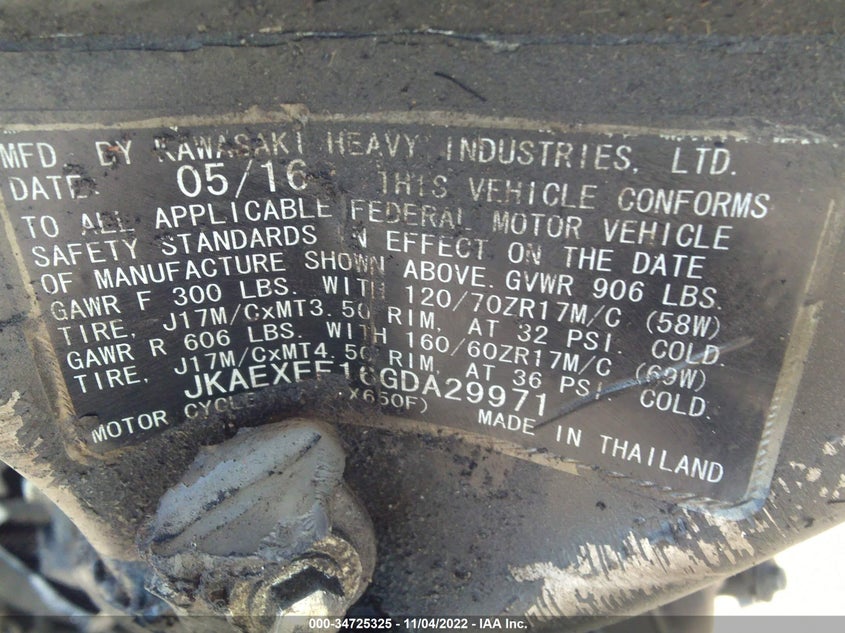 MFD. BY KAWASAKI HEAVY INDUSTRIES, LTD.
DATE: 05/16 THIS VEHICLE CONFORMS
TO ALL APPLICABLE FEDERAL MOTOR VEHICLE
SAFETY STANDARDS IN EFFECT ON THE DATE
OF MANUFACTURE SHOWN ABOVE. GVWR 906 LBS.
GAWR F 300 LBS. WITH 120/70ZR17M/C (58W)
TIRE, J17M/CxMT3.50 RIM, AT 32 PSI. COLD.
GAWR R 606 LBS. WITH 160/60ZR17M/C (69W)
TIRE, J17M/CxMT4.50 RIM, AT 36 PSI. COLD.
JKAEXEF16GDA29971
MOTOR CYCLE X650F) MADE IN THAILAND
000-34725325 | 11/04/2022 - IAA Inc.